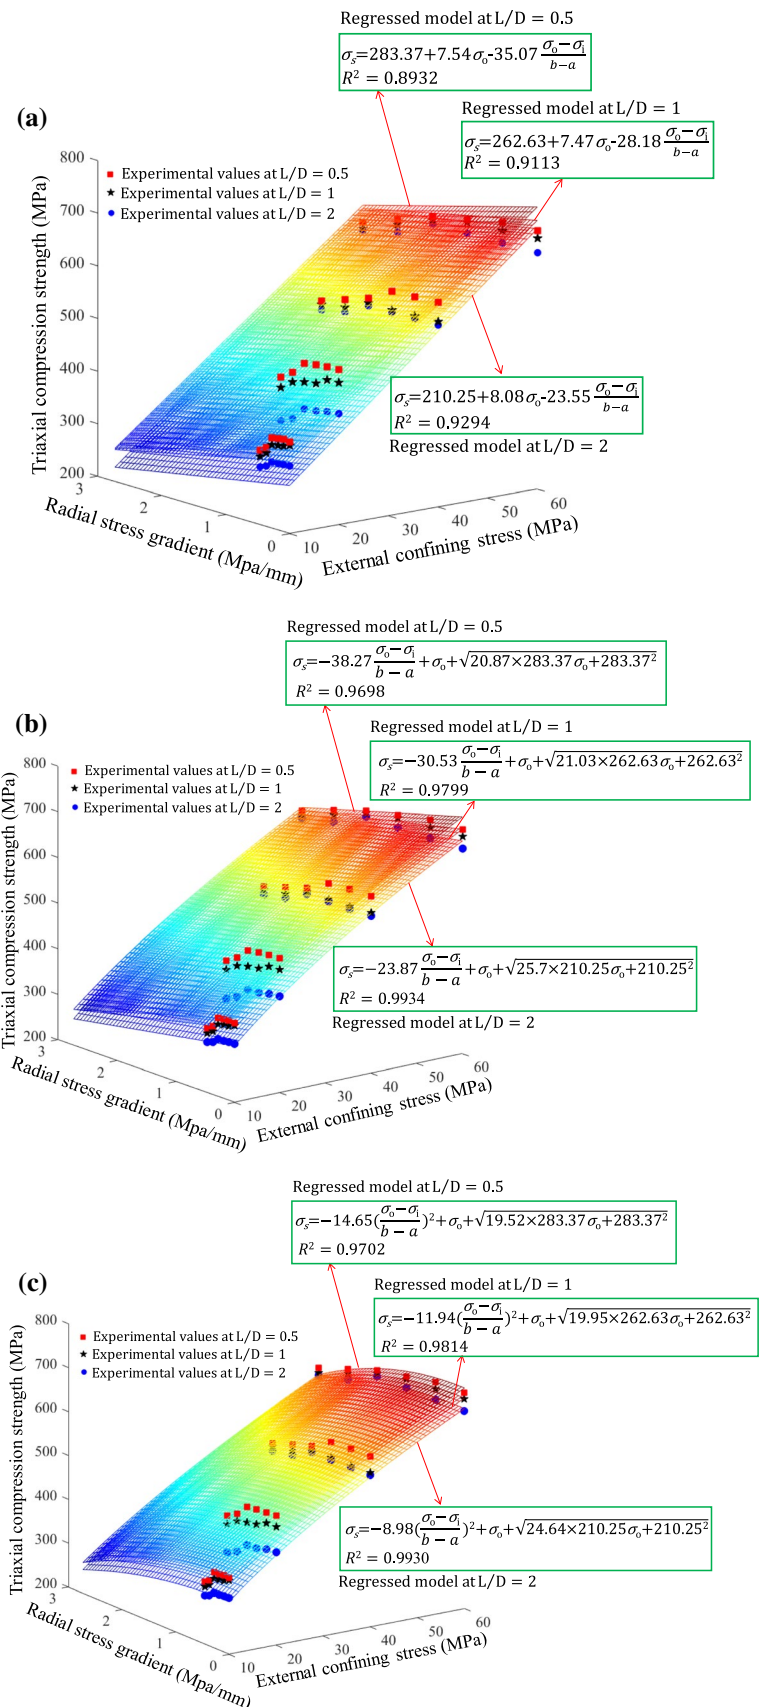 Regressed model at L/D = 0.5
σs=283.37+7.54σo-35.07 (σo−σi)/(b−a)
R² = 0.8932
(a)
Regressed model at L/D = 1
σs=262.63+7.47σo-28.18 (σo−σi)/(b−a)
R² = 0.9113
800
700
600
500
400
300
200
Triaxial compression strength (MPa)
Experimental values at L/D = 0.5
Experimental values at L/D = 1
Experimental values at L/D = 2
σs=210.25+8.08σo-23.55 (σo−σi)/(b−a)
R² = 0.9294
Regressed model at L/D = 2
3
2
1
0
Radial stress gradient (Mpa/mm)
10
20
30
40
50
60
External confining stress (MPa)
Regressed model at L/D = 0.5
σs=−38.27 (σo−σi)/(b − a) +σo+√(20.87×283.37σo+283.37²)
R² = 0.9698
(b)
Regressed model at L/D = 1
σs=−30.53 (σo−σi)/(b − a) +σo+√(21.03×262.63σo+262.63²)
R² = 0.9799
800
700
600
500
400
300
200
Triaxial compression strength (MPa)
Experimental values at L/D = 0.5
Experimental values at L/D = 1
Experimental values at L/D = 2
σs=−23.87 (σo−σi)/(b − a) +σo+√(25.7×210.25σo+210.25²)
R² = 0.9934
Regressed model at L/D = 2
3
2
1
0
Radial stress gradient (Mpa/mm)
10
20
30
40
50
60
External confining stress (MPa)
Regressed model at L/D = 0.5
σs=−14.65((σo−σi)/(b − a))²+σo+√(19.52×283.37σo+283.37²)
R² = 0.9702
(c)
Regressed model at L/D = 1
σs=−11.94((σo−σi)/(b − a))²+σo+√(19.95×262.63σo+262.63²)
R² = 0.9814
800
700
600
500
400
300
200
Triaxial compression strength (MPa)
Experimental values at L/D = 0.5
Experimental values at L/D = 1
Experimental values at L/D = 2
σs=−8.98((σo−σi)/(b − a))²+σo+√(24.64×210.25σo+210.25²)
R² = 0.9930
Regressed model at L/D = 2
3
2
1
0
Radial stress gradient (Mpa/mm)
10
20
30
40
50
60
External confining stress (MPa)